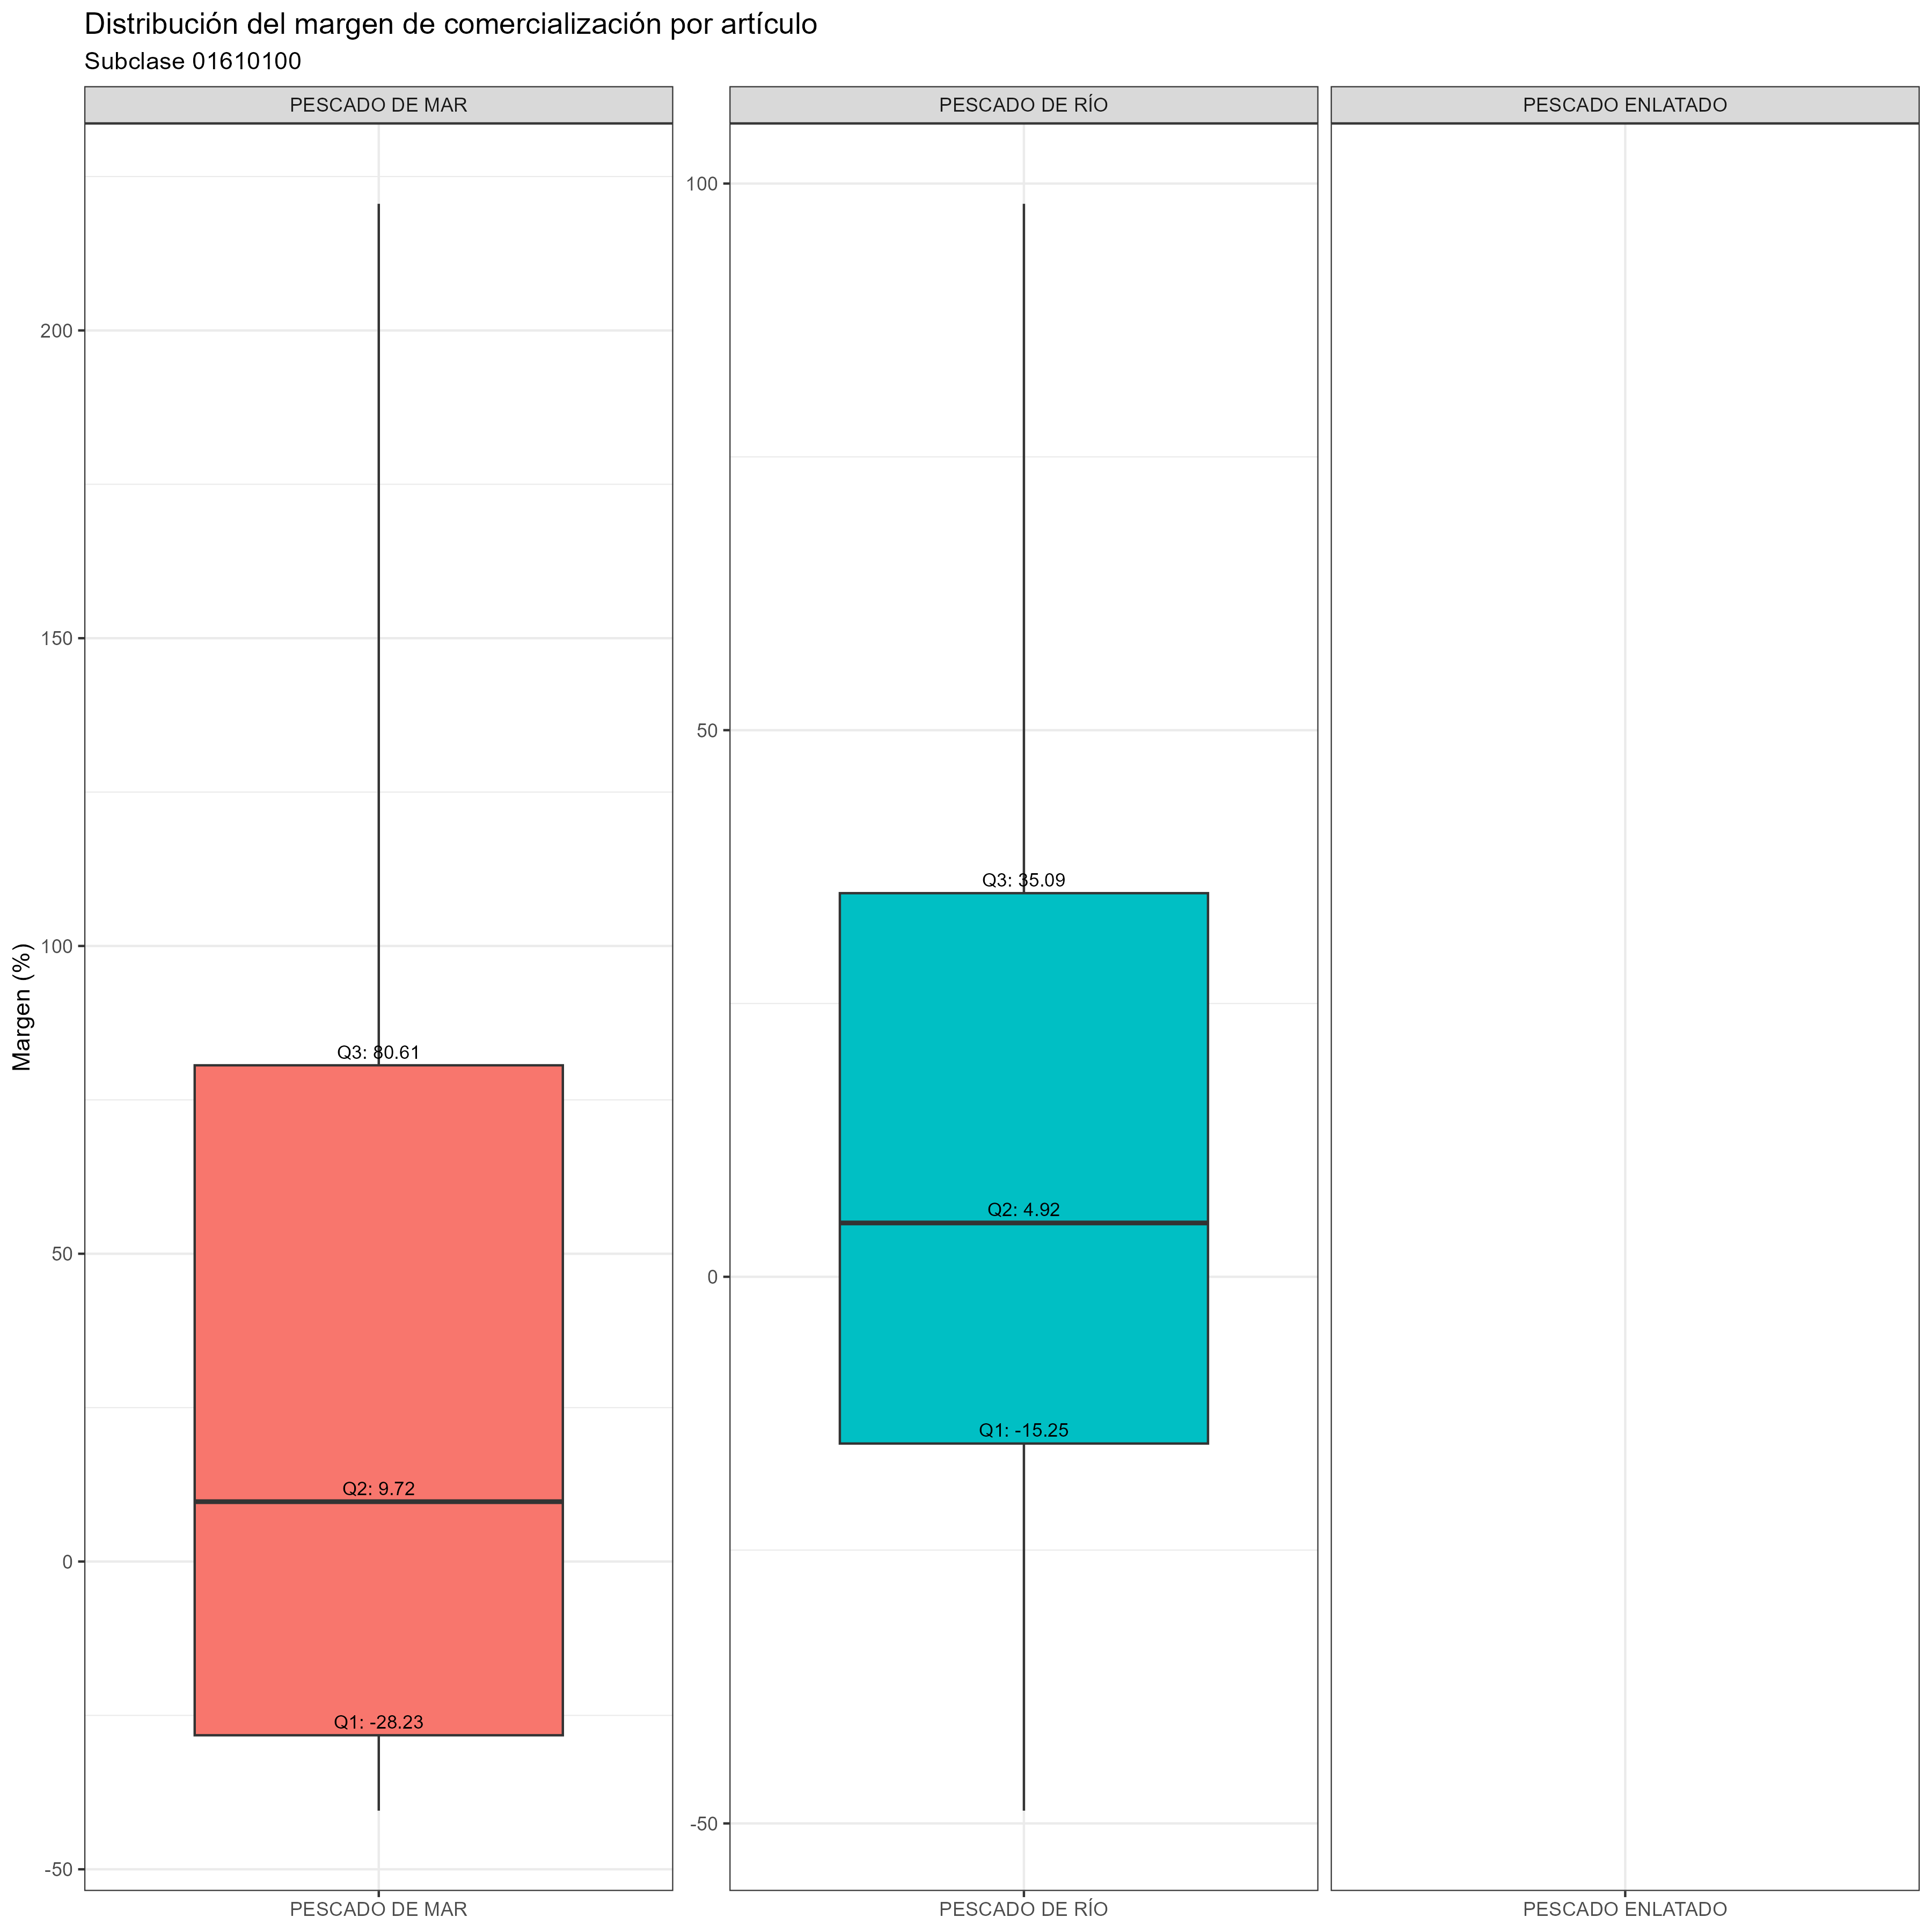 Distribución del margen de comercialización por artículo
Subclase 01610100
PESCADO DE MAR
PESCADO DE RÍO
PESCADO ENLATADO
Margen (%)
200
150
100
50
0
-50
Q3: 80.61
Q2: 9.72
Q1: -28.23
PESCADO DE MAR
100
50
0
-50
Q3: 35.09
Q2: 4.92
Q1: -15.25
PESCADO DE RÍO
PESCADO ENLATADO